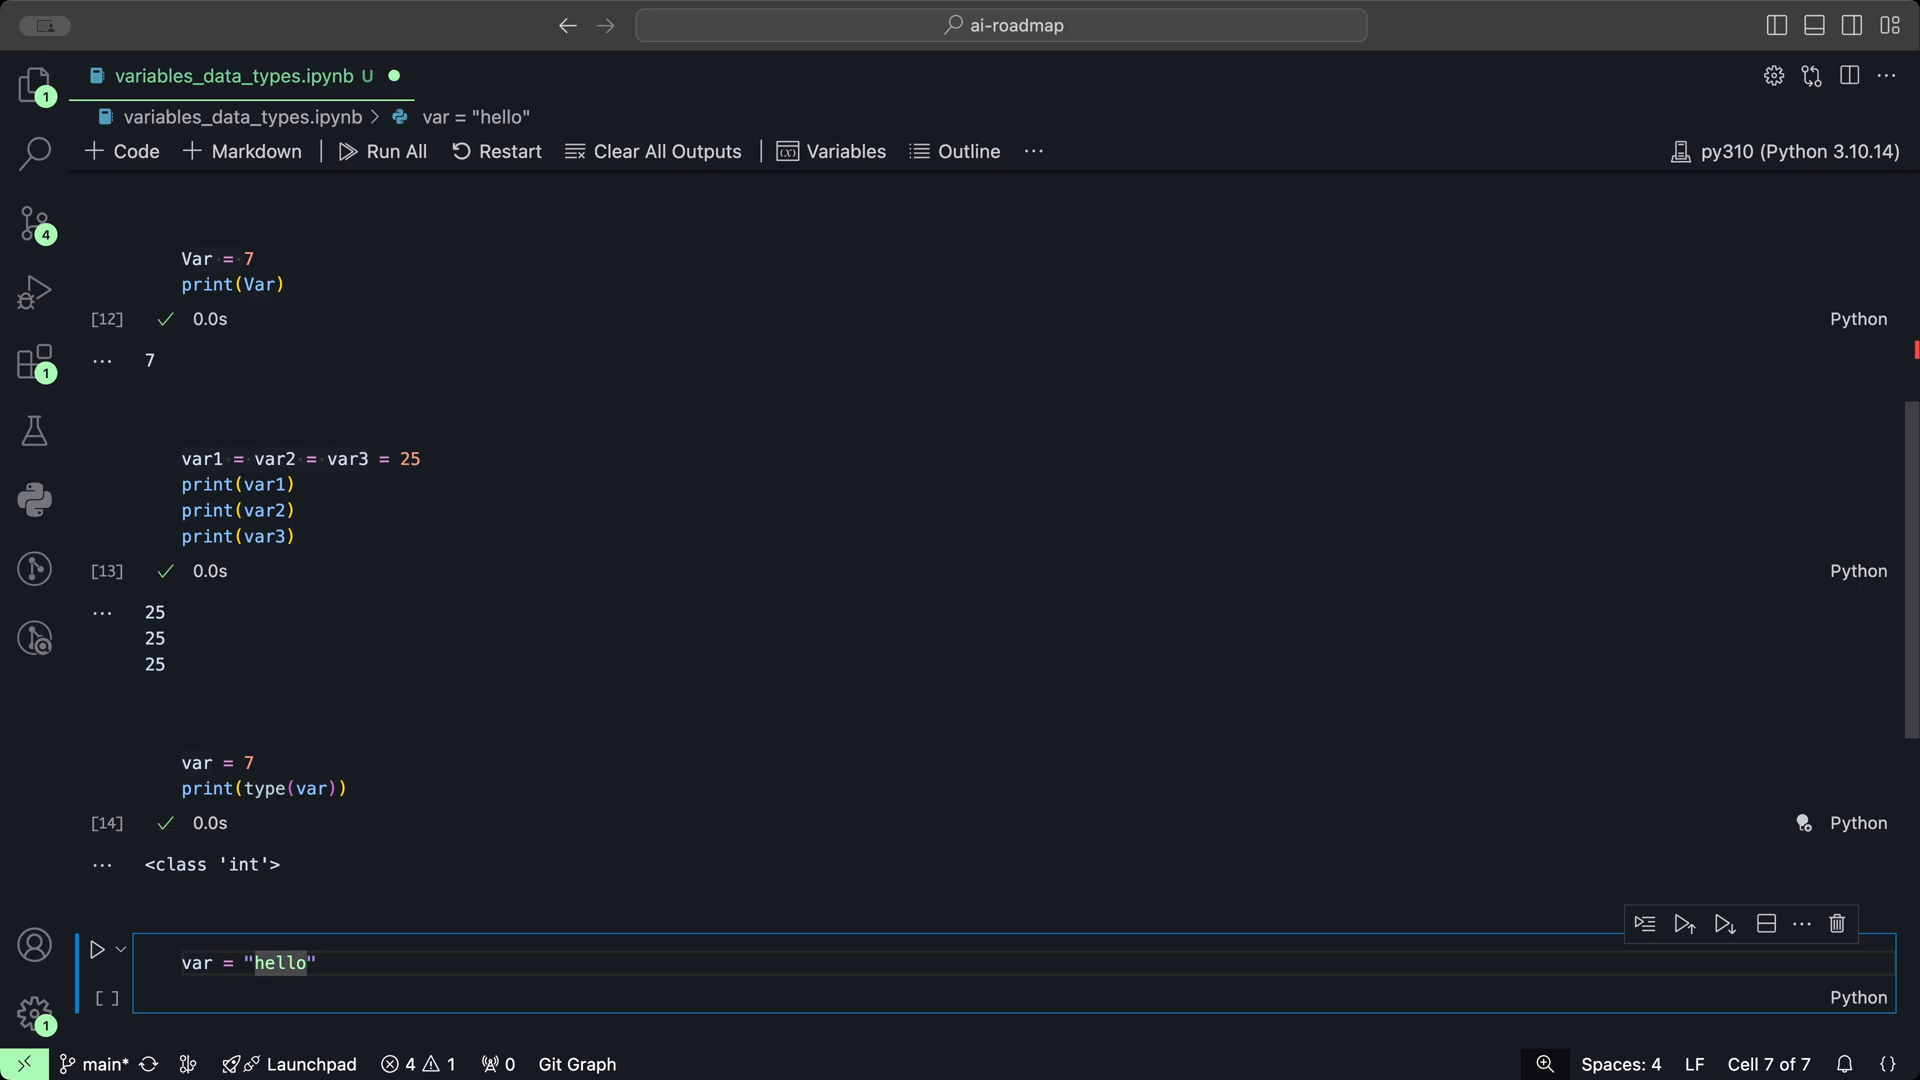 ai-roadmap
variables_data_types.ipynb U
variables_data_types.ipynb > var = "hello"
Code Markdown Run All Restart Clear All Outputs Variables Outline ... py310 (Python 3.10.14)
Var = 7
print(Var)
[12] 0.0s Python
... 7
var1 = var2 = var3 = 25
print(var1)
print(var2)
print(var3)
[13] 0.0s Python
... 25
25
25
var = 7
print(type(var))
[14] 0.0s Python
... <class 'int'>
var = "hello"
[ ] Python
1
4
1
1
main* Launchpad 4 1 0 Git Graph Spaces: 4 LF Cell 7 of 7 {}